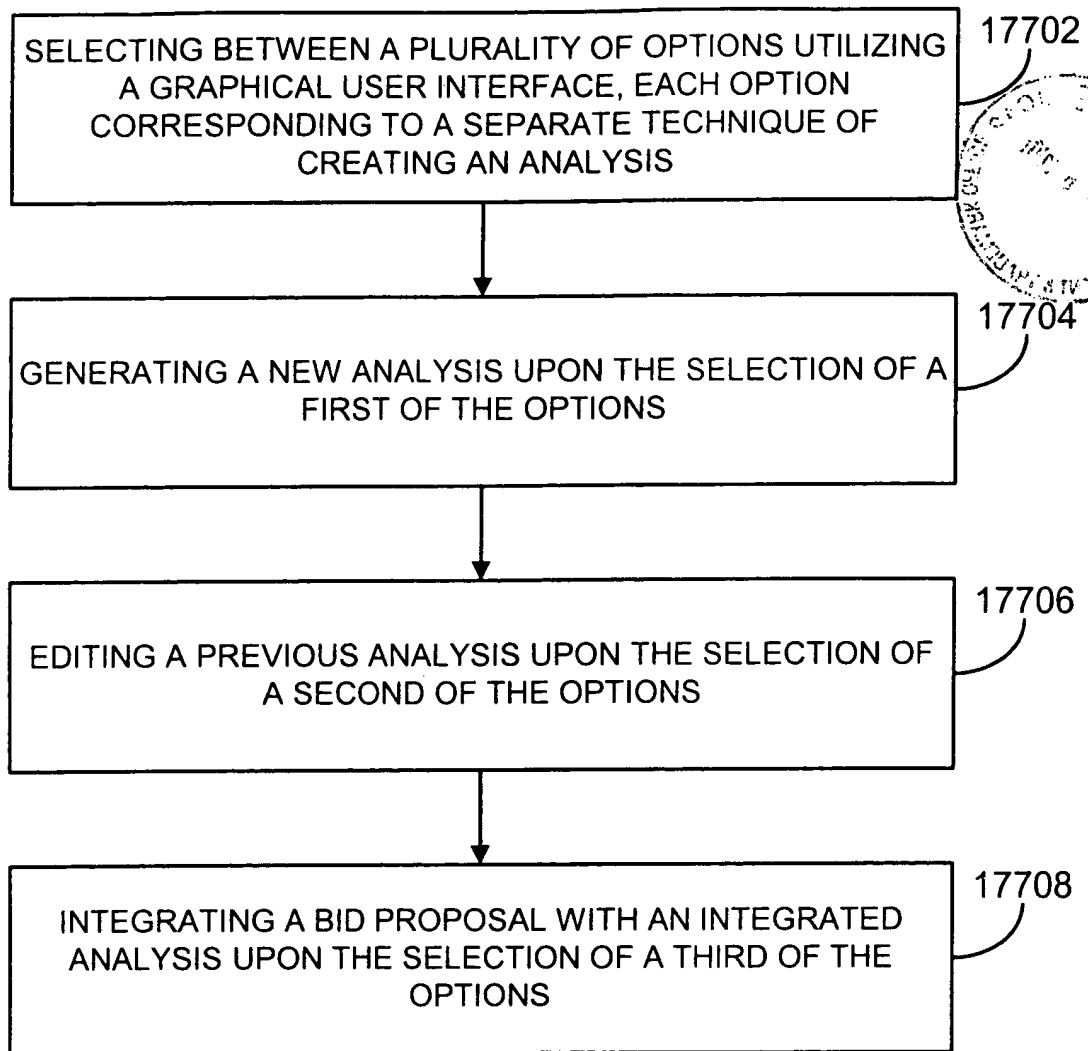 SELECTING BETWEEN A PLURALITY OF OPTIONS UTILIZING
A GRAPHICAL USER INTERFACE, EACH OPTION
CORRESPONDING TO A SEPARATE TECHNIQUE OF
CREATING AN ANALYSIS
17702
17704
GENERATING A NEW ANALYSIS UPON THE SELECTION OF A
FIRST OF THE OPTIONS
17706
EDITING A PREVIOUS ANALYSIS UPON THE SELECTION OF
A SECOND OF THE OPTIONS
17708
INTEGRATING A BID PROPOSAL WITH AN INTEGRATED
ANALYSIS UPON THE SELECTION OF A THIRD OF THE
OPTIONS